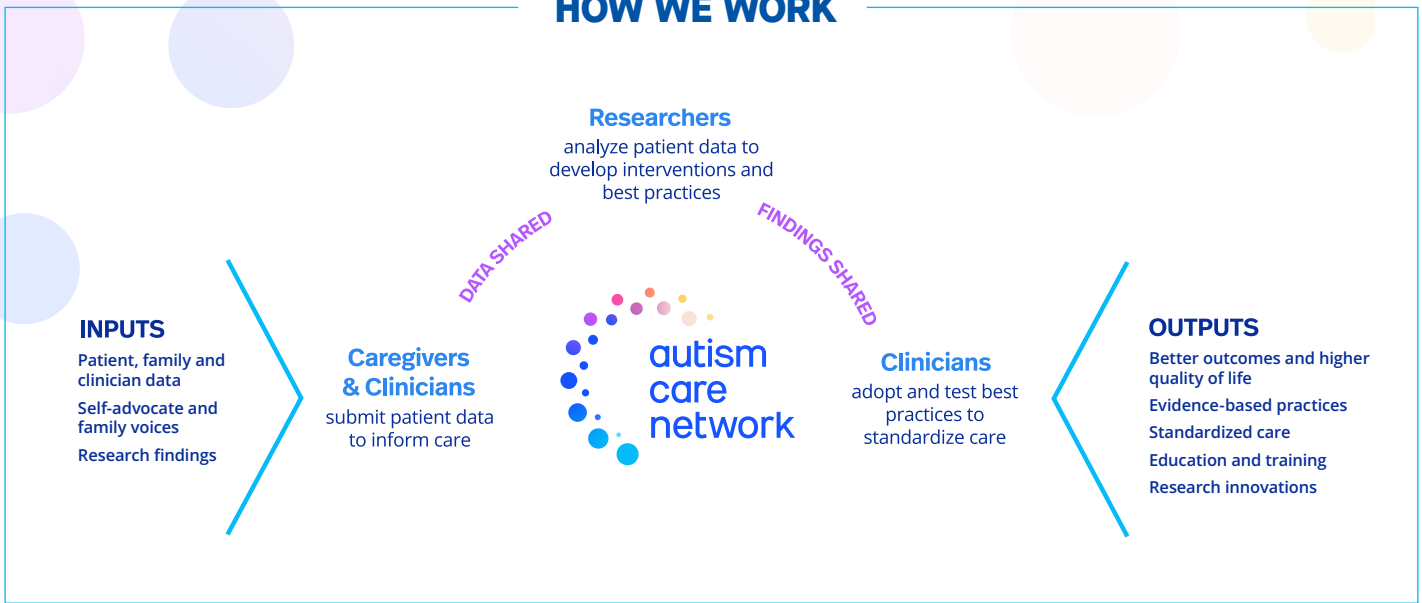 HOW WE WORK
Researchers
analyze patient data to
develop interventions and
best practices
DATA SHARED
FINDINGS SHARED
INPUTS
Patient, family and
clinician data
Self-advocate and
family voices
Research findings
Caregivers
& Clinicians
submit patient data
to inform care
autism
care
network
Clinicians
adopt and test best
practices to
standardize care
OUTPUTS
Better outcomes and higher
quality of life
Evidence-based practices
Standardized care
Education and training
Research innovations